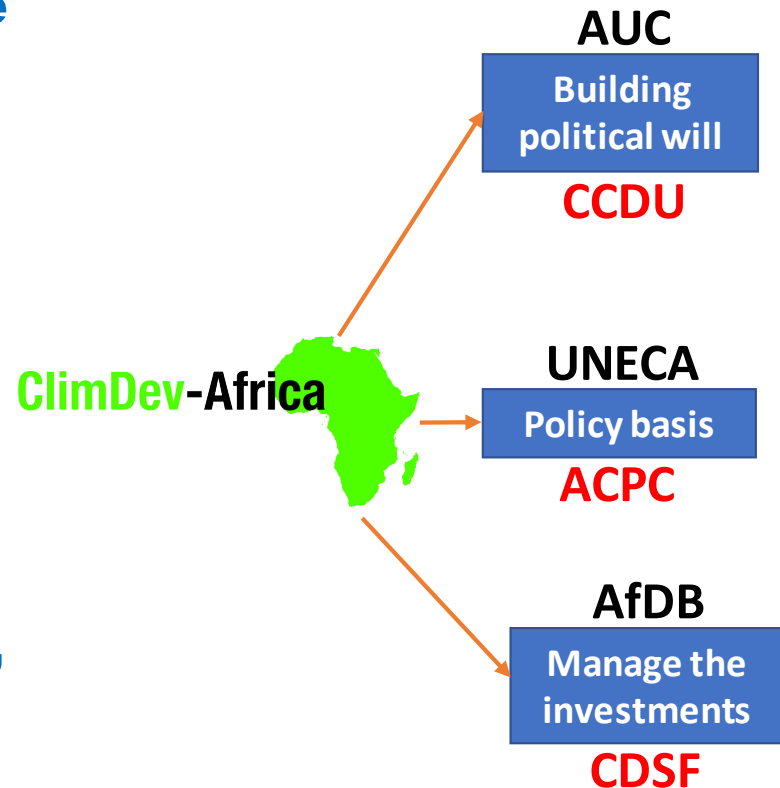 AUC
Building
political will
CCDU
ClimDev-Africa
UNECA
Policy basis
ACPC
AfDB
Manage the
investments
CDSF